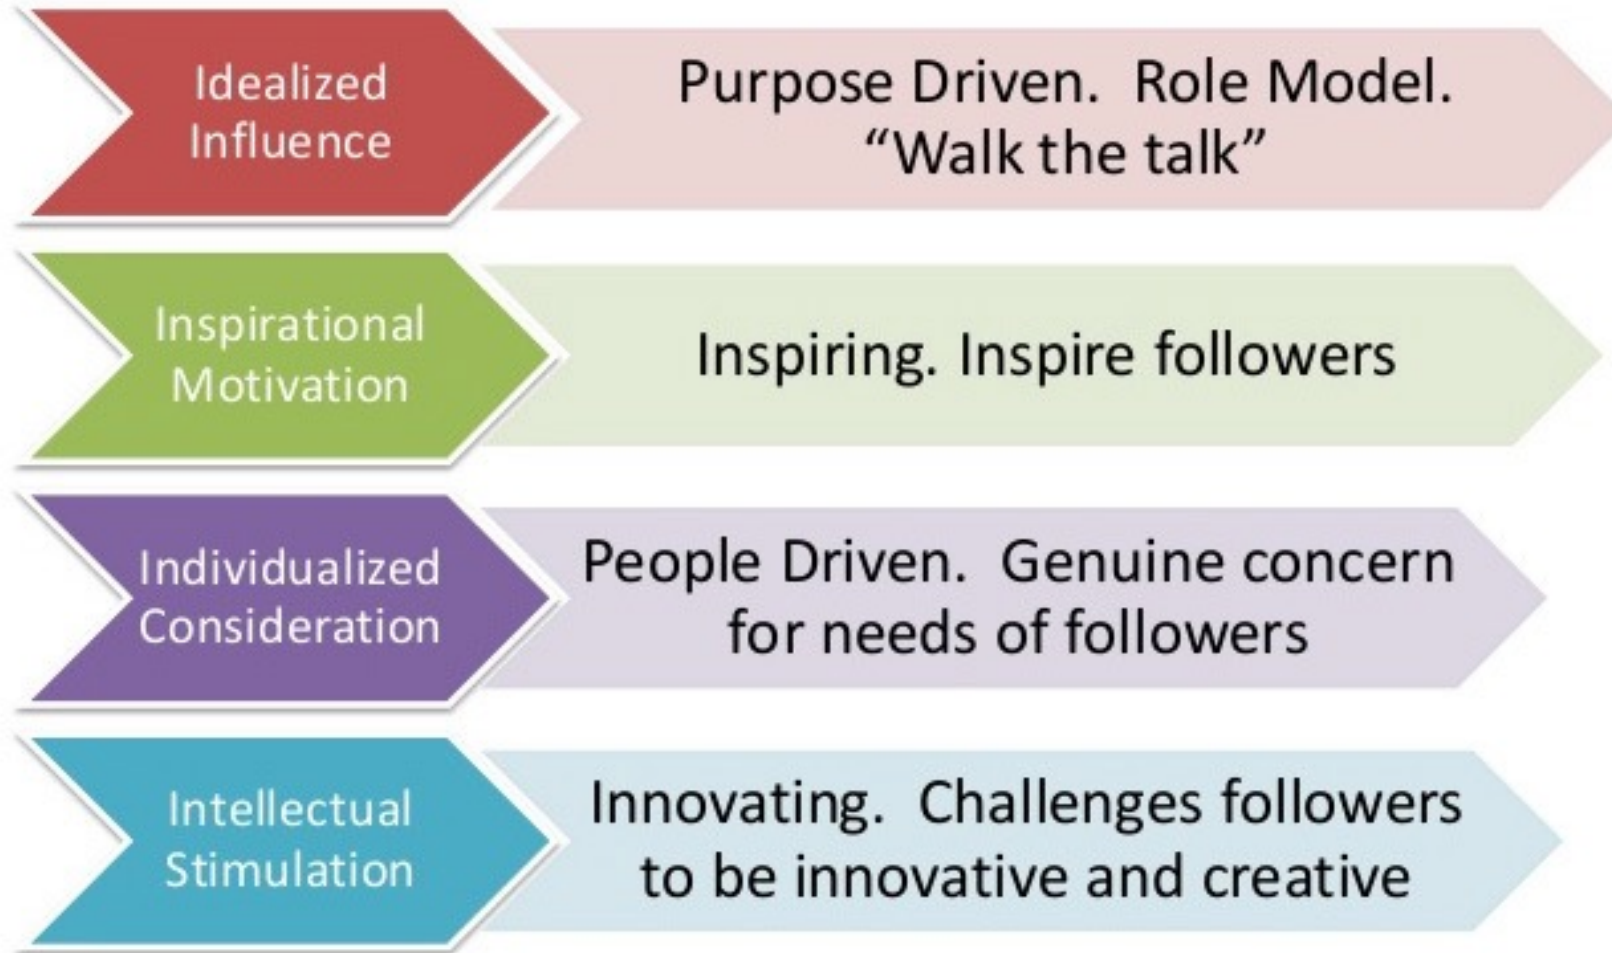 Idealized
Influence
Purpose Driven.  Role Model.
“Walk the talk”
Inspirational
Motivation
Inspiring. Inspire followers
Individualized
Consideration
People Driven.  Genuine concern
for needs of followers
Intellectual
Stimulation
Innovating.  Challenges followers
to be innovative and creative